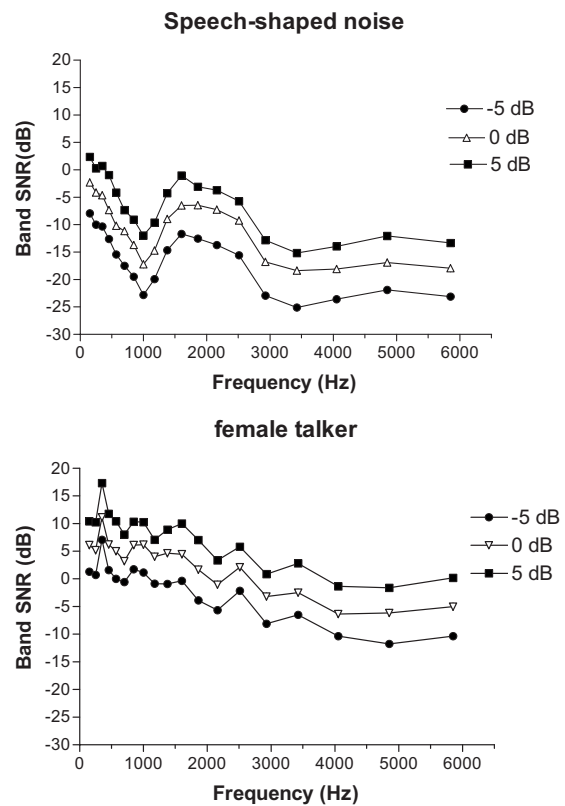 Speech-shaped noise
20
15
10
5
0
-5
-10
-15
-20
-25
-30
Band SNR(dB)
0 1000 2000 3000 4000 5000 6000
Frequency (Hz)
-5 dB
0 dB
5 dB
female talker
20
15
10
5
0
-5
-10
-15
-20
-25
-30
Band SNR (dB)
0 1000 2000 3000 4000 5000 6000
Frequency (Hz)
-5 dB
0 dB
5 dB